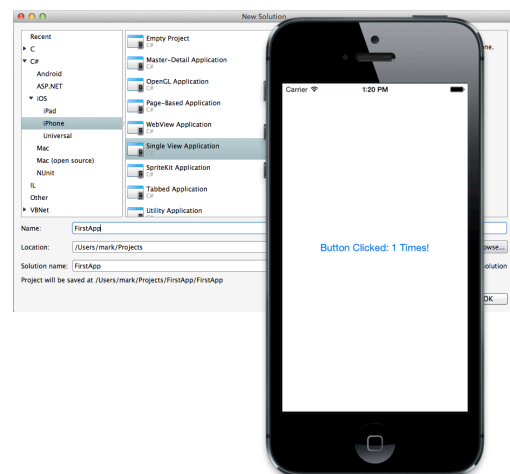 New Solution
Recent
C
C#
Android
ASP.NET
iOS
iPad
iPhone
Universal
Mac
Mac (open source)
NUnit
IL
Other
VBNet
Empty Project
C#
Master-Detail Application
C#
OpenGL Application
C#
Page-Based Application
C#
WebView Application
C#
Single View Application
C#
SpriteKit Application
C#
Tabbed Application
C#
Utility Application
ne.
Name: FirstApp
Location: /Users/mark/Projects
owse...
Solution name: FirstApp
olution
Project will be saved at /Users/mark/Projects/FirstApp/FirstApp
OK
Carrier 1:20 PM
Button Clicked: 1 Times!